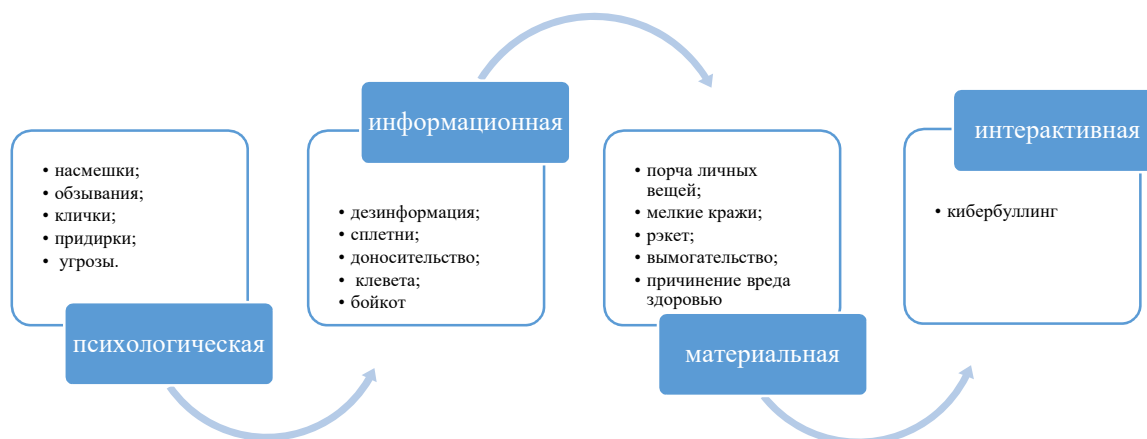 • насмешки;
• обзывания;
• клички;
• придирки;
• угрозы.
психологическая
информационная
• дезинформация;
• сплетни;
• доносительство;
• клевета;
• бойкот
• порча личных
вещей;
• мелкие кражи;
• рэкет;
• вымогательство;
• причинение вреда
здоровью
материальная
интерактивная
• кибербуллинг